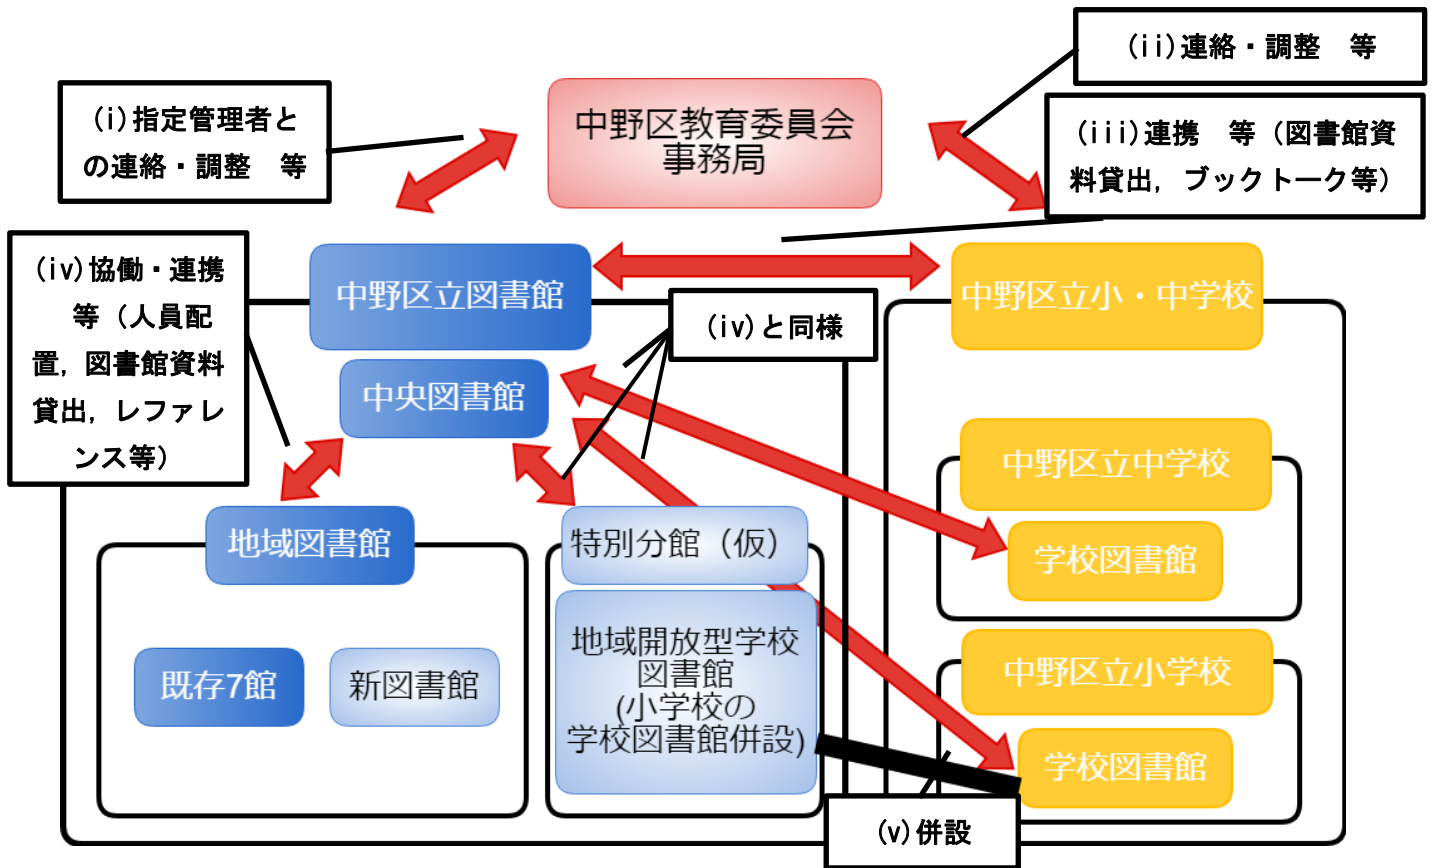 (ii)連絡・調整　等
(i)指定管理者と
の連絡・調整　等
中野区教育委員会
事務局
(iii)連携　等（図書館資
料貸出，ブックトーク等）
(iv)協働・連携
等（人員配
置，図書館資料
貸出，レファレ
ンス等）
中野区立図書館
(iv)と同様
中野区立小・中学校
中央図書館
中野区立中学校
学校図書館
地域図書館
特別分館（仮）
既存7館
新図書館
地域開放型学校
図書館
(小学校の
学校図書館併設)
中野区立小学校
学校図書館
(v)併設